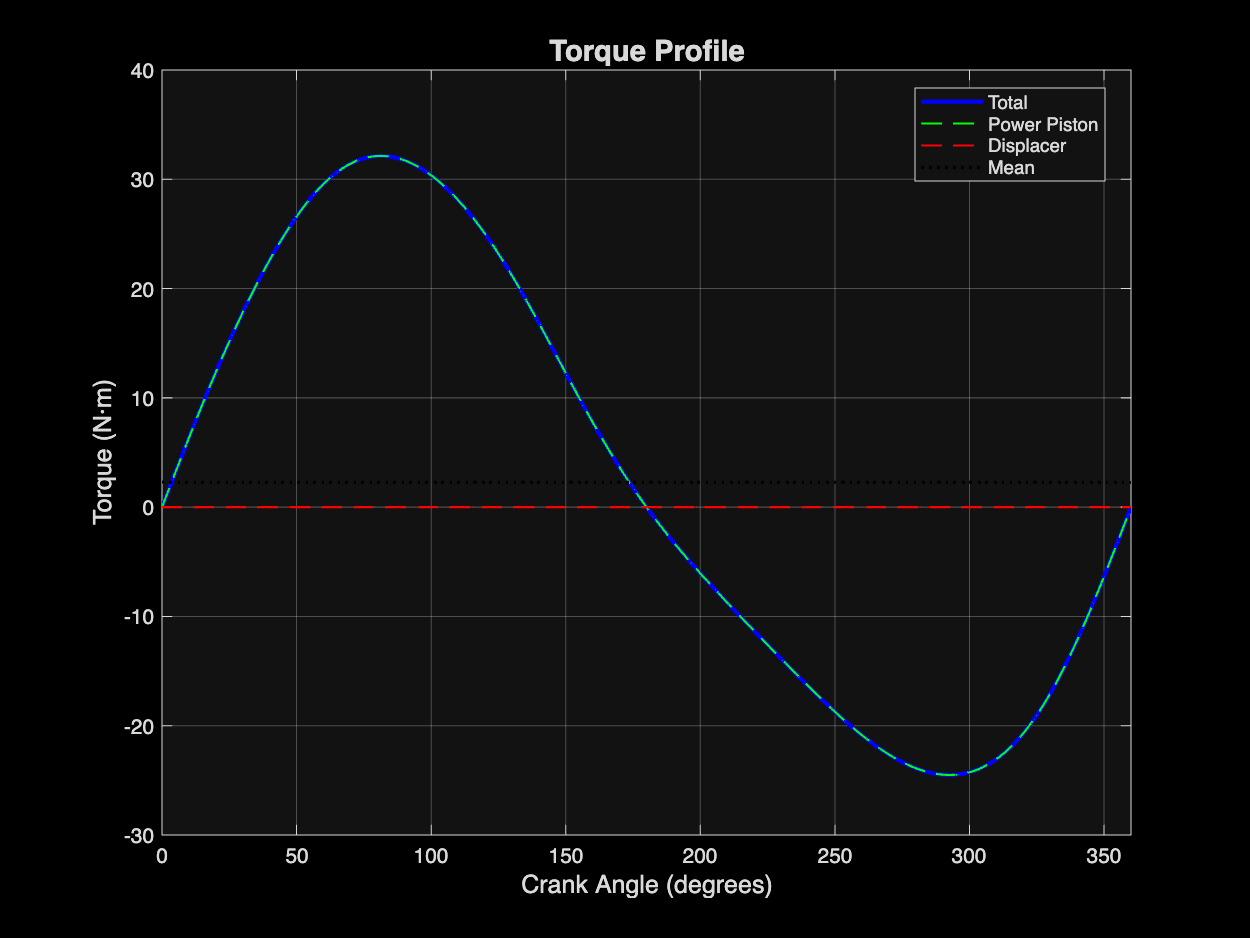 Torque Profile
Total
Power Piston
Displacer
Mean
40
30
20
10
0
-10
-20
-30
Torque (N·m)
0 50 100 150 200 250 300 350
Crank Angle (degrees)